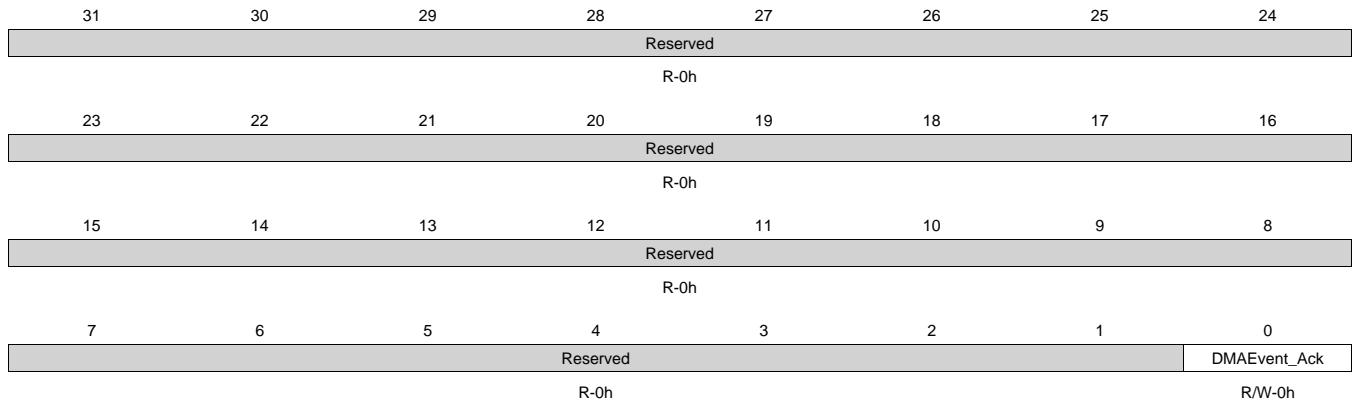 31 30 29 28 27 26 25 24
Reserved
R-0h
23 22 21 20 19 18 17 16
Reserved
R-0h
15 14 13 12 11 10 9 8
Reserved
R-0h
7 6 5 4 3 2 1 0
Reserved DMAEvent_Ack
R-0h R/W-0h